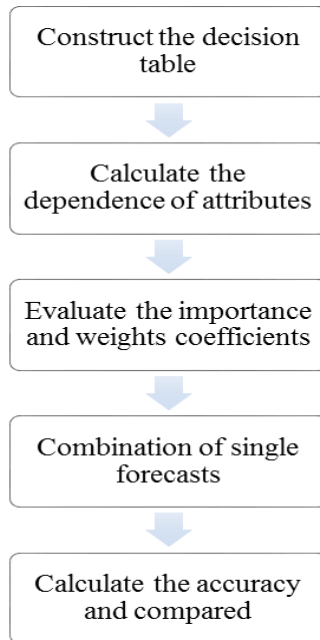 Construct the decision
table
Calculate the
dependence of attributes
Evaluate the importance
and weights coefficients
Combination of single
forecasts
Calculate the accuracy
and compared